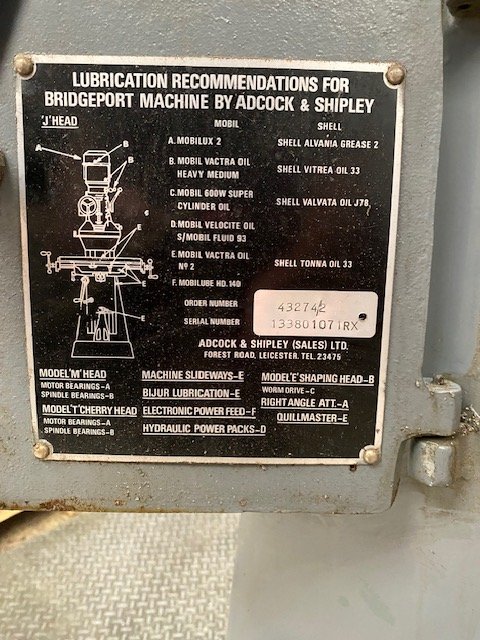 LUBRICATION RECOMMENDATIONS FOR
BRIDGEPORT MACHINE BY ADCOCK & SHIPLEY
'J' HEAD
MOBIL SHELL
A. MOBILUX 2 SHELL ALVANIA GREASE 2
B. MOBIL VACTRA OIL
HEAVY MEDIUM SHELL VITREA OIL 33
C. MOBIL 600W SUPER
CYLINDER OIL SHELL VALVATA OIL J78
D. MOBIL VELOCITE OIL
S/MOBIL FLUID 93
E. MOBIL VACTRA OIL
Nº 2 SHELL TONNA OIL 33
F. MOBILUBE HD. 140
ORDER NUMBER 43274/2
SERIAL NUMBER 133801071RX
ADCOCK & SHIPLEY (SALES) LTD.
FOREST ROAD, LEICESTER. TEL. 23475
A
B
B
C
E
E
E
MODEL 'M' HEAD
MOTOR BEARINGS–A
SPINDLE BEARINGS–B
MODEL 'T' CHERRY HEAD
MOTOR BEARINGS–A
SPINDLE BEARINGS–B
MACHINE SLIDEWAYS–E
BIJUR LUBRICATION–E
ELECTRONIC POWER FEED–F
HYDRAULIC POWER PACKS–D
MODEL 'E' SHAPING HEAD–B
WORM DRIVE–C
RIGHT ANGLE ATT.–A
QUILLMASTER–E